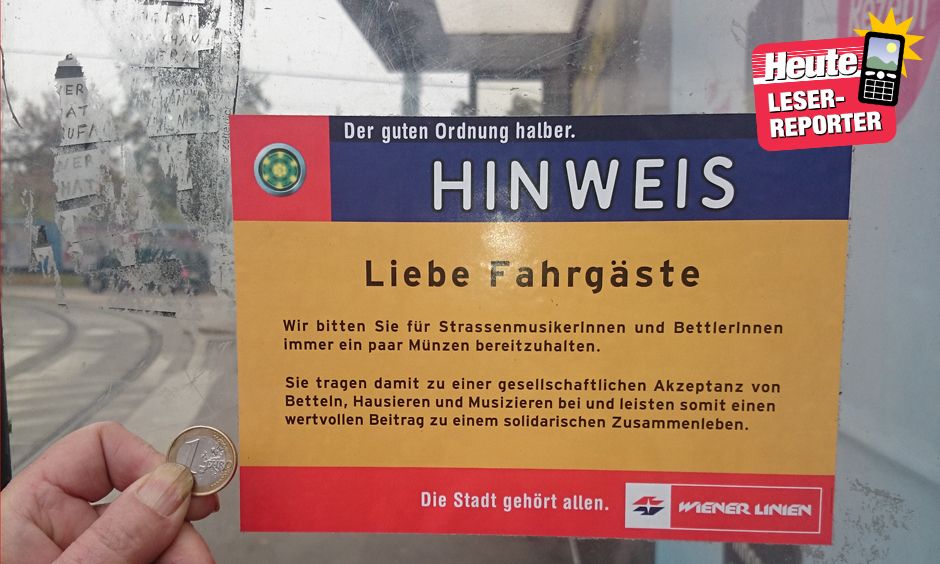 Heute
LESER-
REPORTER
Der guten Ordnung halber.
HINWEIS
Liebe Fahrgäste
Wir bitten Sie für StrassenmusikerInnen und BettlerInnen
immer ein paar Münzen bereitzuhalten.
Sie tragen damit zu einer gesellschaftlichen Akzeptanz von
Betteln, Hausieren und Musizieren bei und leisten somit einen
wertvollen Beitrag zu einem solidarischen Zusammenleben.
Die Stadt gehört allen.
WIENER LINIEN
1